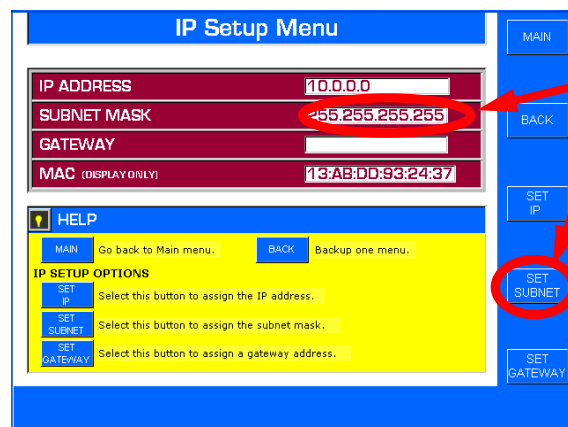 IP Setup Menu
MAIN
IP ADDRESS 10.0.0.0
SUBNET MASK 255.255.255.255
BACK
GATEWAY
MAC (DISPLAY ONLY) 13:AB:DD:93:24:37
SET
IP
HELP
MAIN Go back to Main menu. BACK Backup one menu.
IP SETUP OPTIONS
SET
IP
Select this button to assign the IP address.
SET
SUBNET
SET
SUBNET
Select this button to assign the subnet mask.
SET
GATEWAY
Select this button to assign a gateway address.
SET
GATEWAY